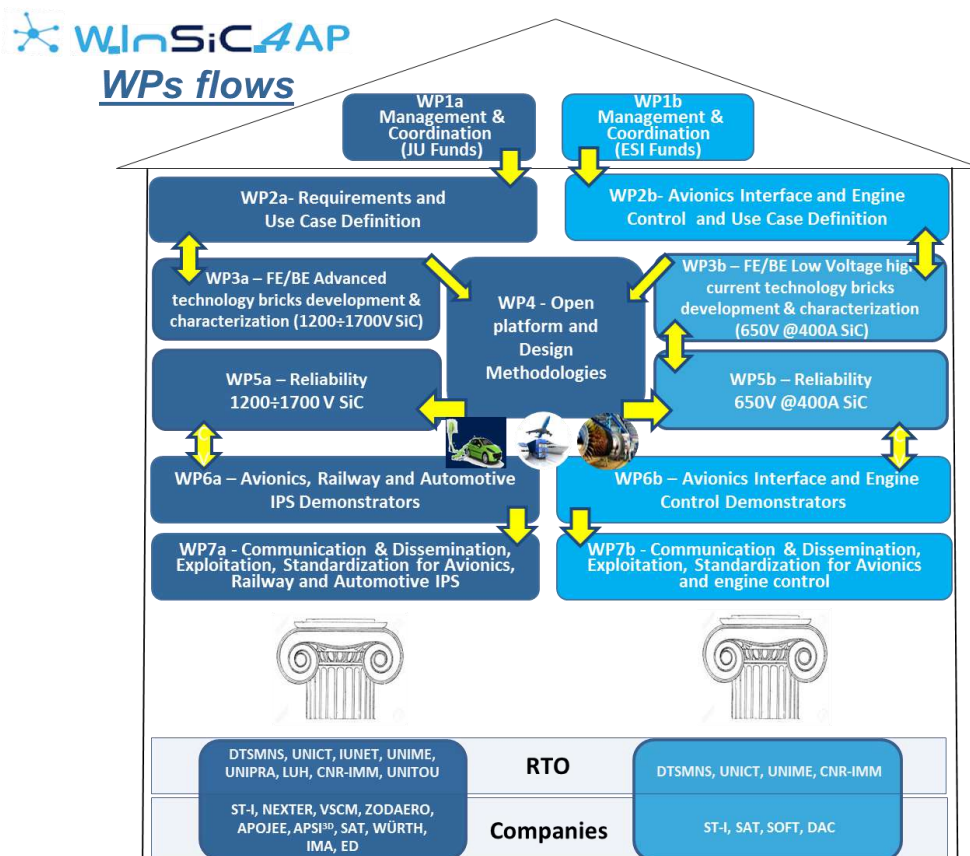 WInSiC4AP
WPs flows
WP1a
Management &
Coordination
(JU Funds)
WP1b
Management &
Coordination
(ESI Funds)
WP2a- Requirements and
Use Case Definition
WP2b- Avionics Interface and Engine
Control and Use Case Definition
WP3a – FE/BE Advanced
technology bricks development &
characterization (1200÷1700V SiC)
WP4 - Open
platform and
Design
Methodologies
WP3b – FE/BE Low Voltage high
current technology bricks
development & characterization
(650V @400A SiC)
WP5a – Reliability
1200÷1700 V SiC
WP5b – Reliability
650V @400A SiC
WP6a – Avionics, Railway and Automotive
IPS Demonstrators
WP6b – Avionics Interface and Engine
Control Demonstrators
WP7a - Communication & Dissemination,
Exploitation, Standardization for Avionics,
Railway and Automotive IPS
WP7b - Communication & Dissemination,
Exploitation, Standardization for Avionics
and engine control
DTSMNS, UNICT, IUNET, UNIME,
UNIPRA, LUH, CNR-IMM, UNITOU
RTO
DTSMNS, UNICT, UNIME, CNR-IMM
ST-I, NEXTER, VSCM, ZODAERO,
APOJEE, APSI³ᴰ, SAT, WÜRTH,
IMA, ED
Companies
ST-I, SAT, SOFT, DAC